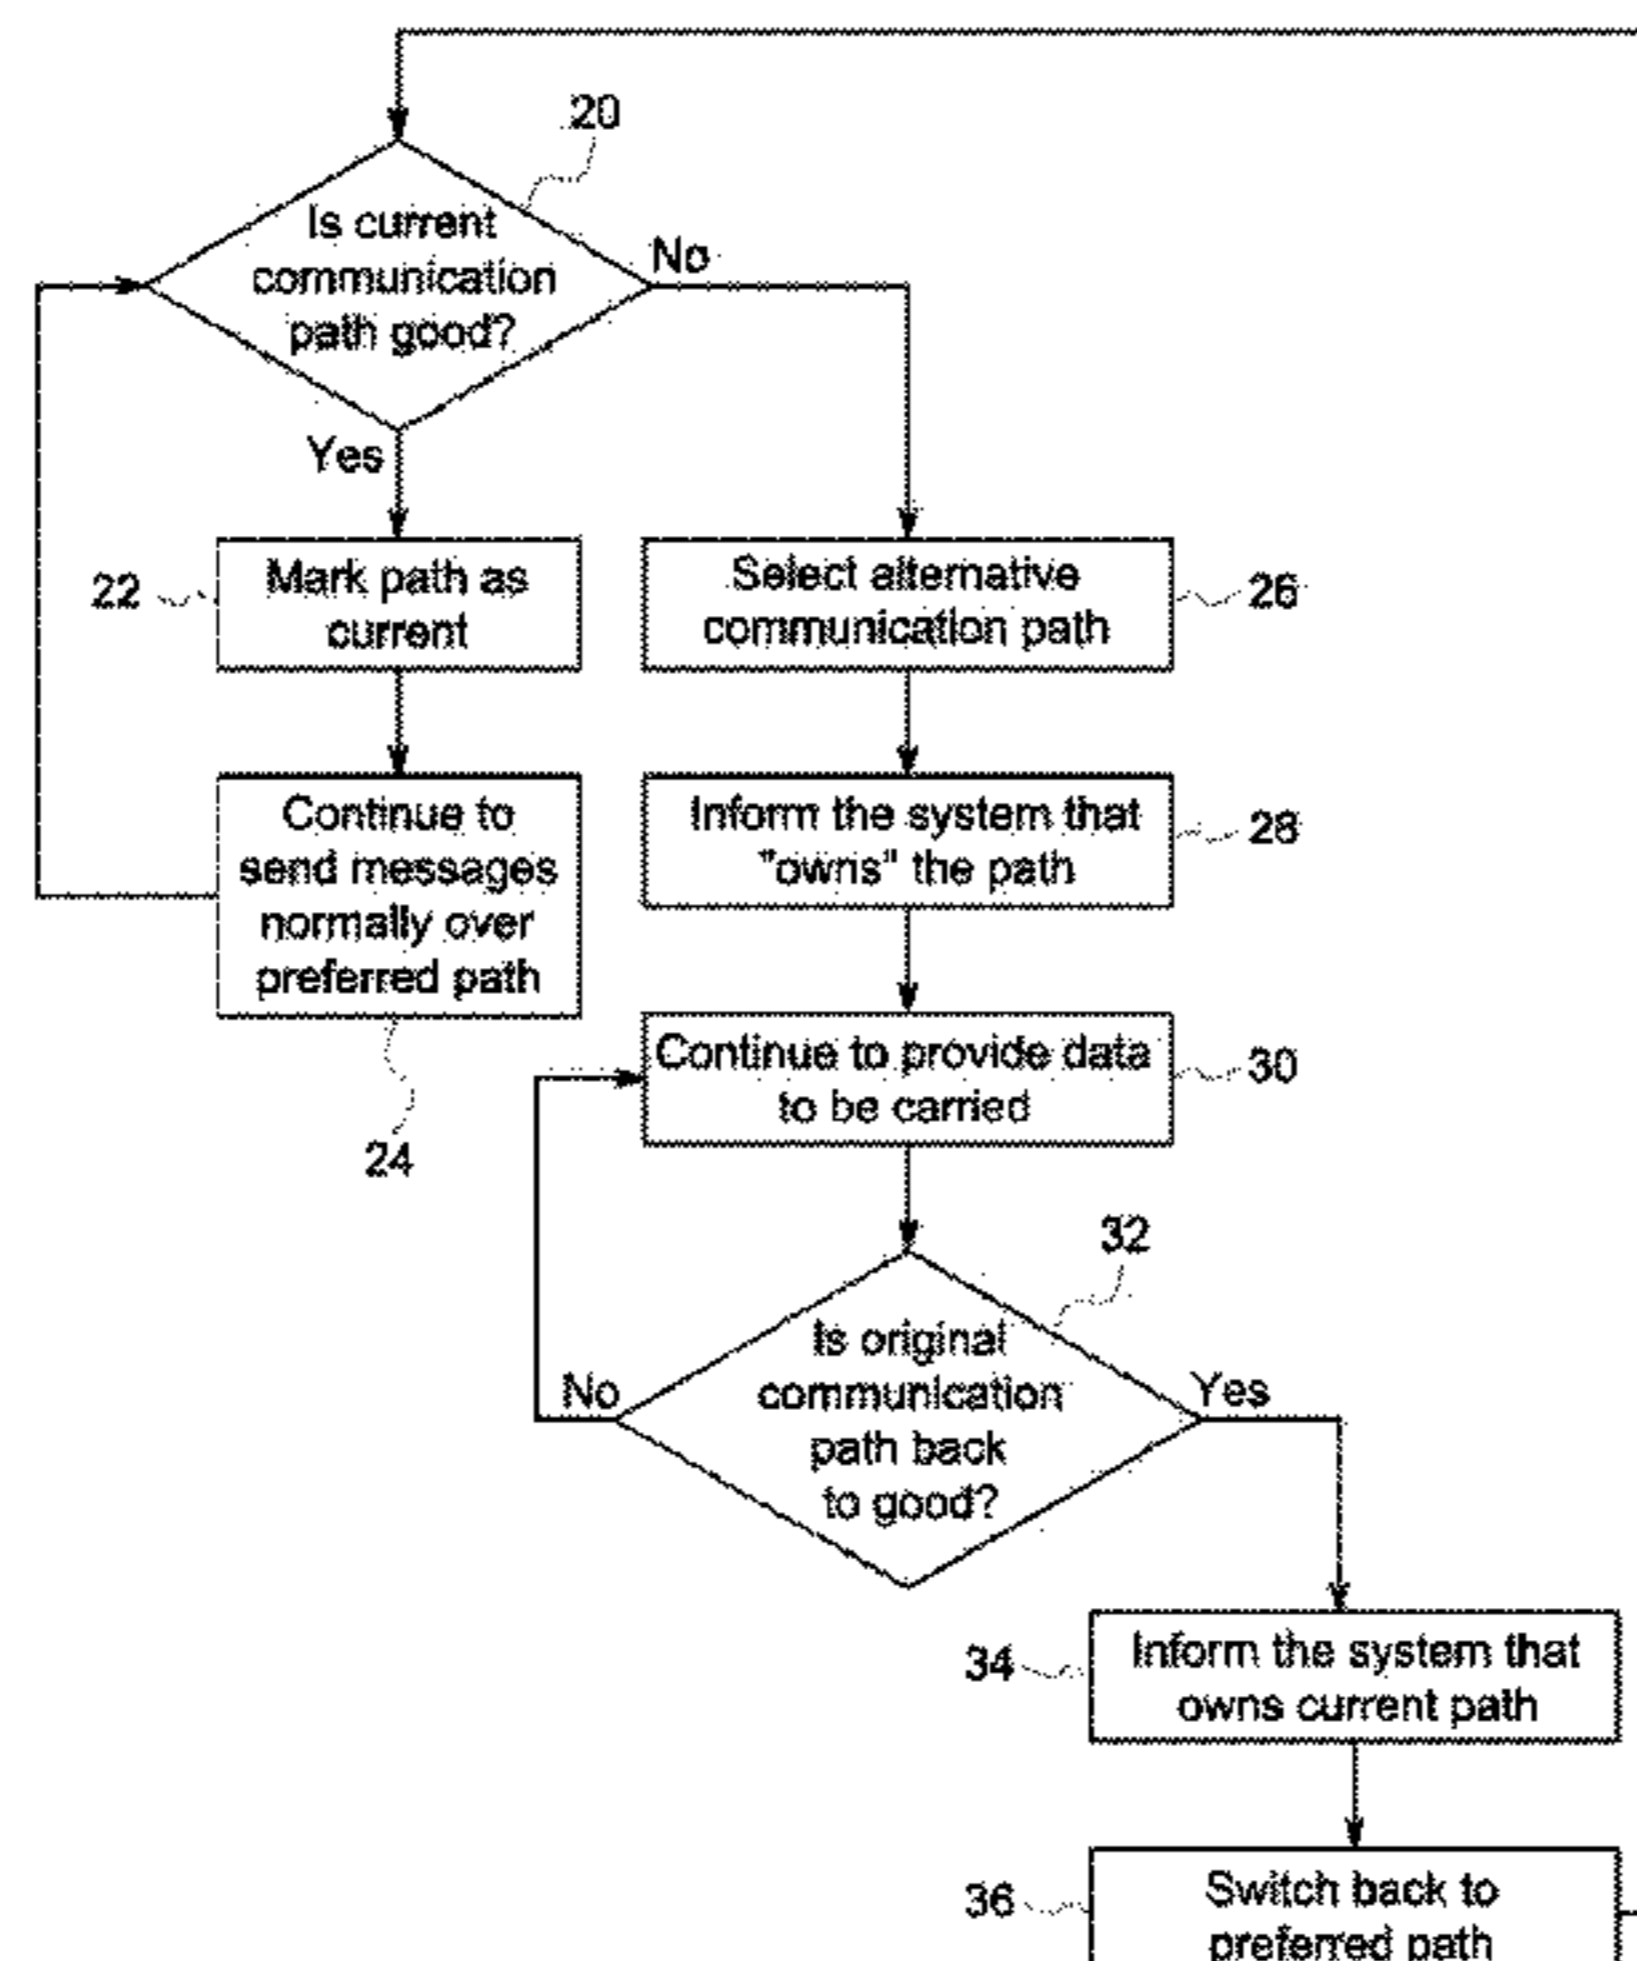 20
Is current
communication
path good?
No
Yes
22
Mark path as
current
Select alternative
communication path
26
Continue to
send messages
normally over
preferred path
24
Inform the system that
"owns" the path
28
Continue to provide data
to be carried
30
32
Is original
communication
path back
to good?
No
Yes
34
Inform the system that
owns current path
36
Switch back to
preferred path